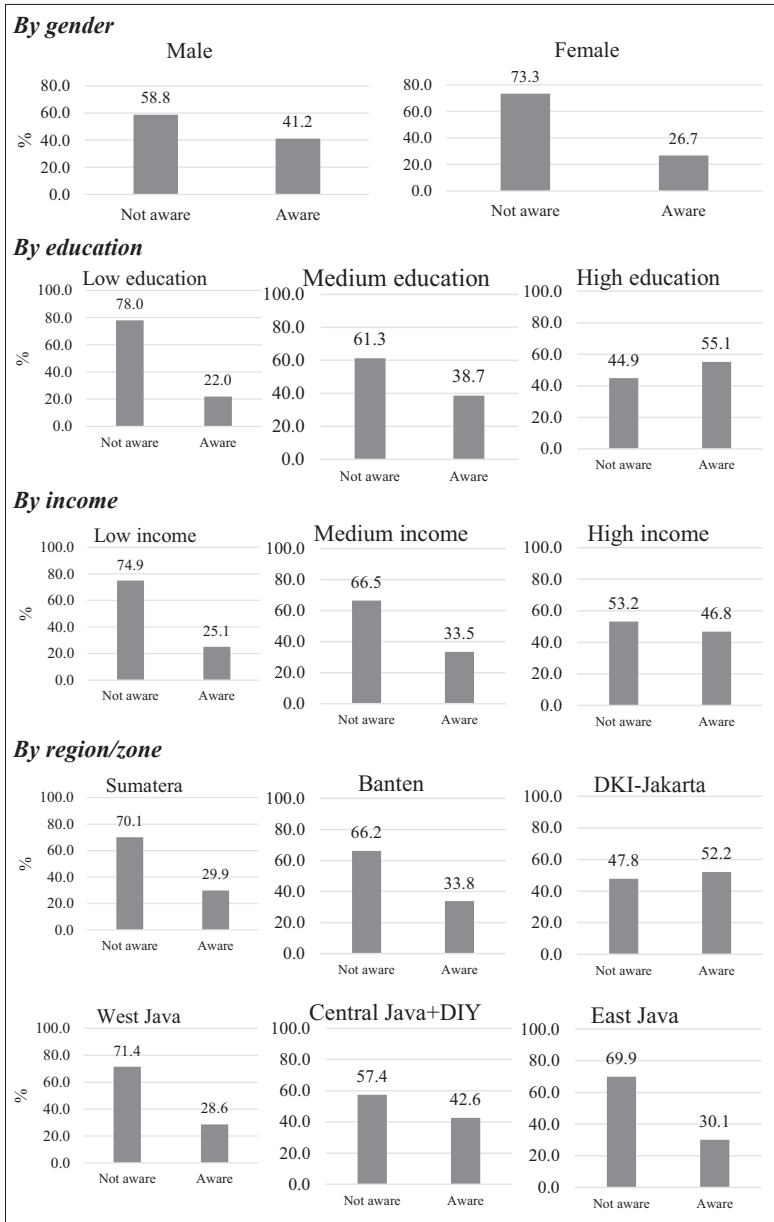 By gender
Male
Female
80.0
60.0
40.0
20.0
0.0
%
58.8
41.2
Not aware
Aware
80.0
60.0
40.0
20.0
0.0
73.3
26.7
Not aware
Aware
By education
Low education
Medium education
High education
100.0
80.0
60.0
40.0
20.0
0.0
%
78.0
22.0
Not aware
Aware
100.0
80.0
60.0
40.0
20.0
0.0
61.3
38.7
Not aware
Aware
100.0
80.0
60.0
40.0
20.0
0.0
44.9
55.1
Not aware
Aware
By income
Low income
Medium income
High income
100.0
80.0
60.0
40.0
20.0
0.0
%
74.9
25.1
Not aware
Aware
100.0
80.0
60.0
40.0
20.0
0.0
66.5
33.5
Not aware
Aware
100.0
80.0
60.0
40.0
20.0
0.0
53.2
46.8
Not aware
Aware
By region/zone
Sumatera
Banten
DKI-Jakarta
100.0
80.0
60.0
40.0
20.0
0.0
%
70.1
29.9
Not aware
Aware
100.0
80.0
60.0
40.0
20.0
0.0
66.2
33.8
Not aware
Aware
100.0
80.0
60.0
40.0
20.0
0.0
47.8
52.2
Not aware
Aware
West Java
Central Java+DIY
East Java
100.0
80.0
60.0
40.0
20.0
0.0
%
71.4
28.6
Not aware
Aware
100.0
80.0
60.0
40.0
20.0
0.0
57.4
42.6
Not aware
Aware
100.0
80.0
60.0
40.0
20.0
0.0
69.9
30.1
Not aware
Aware